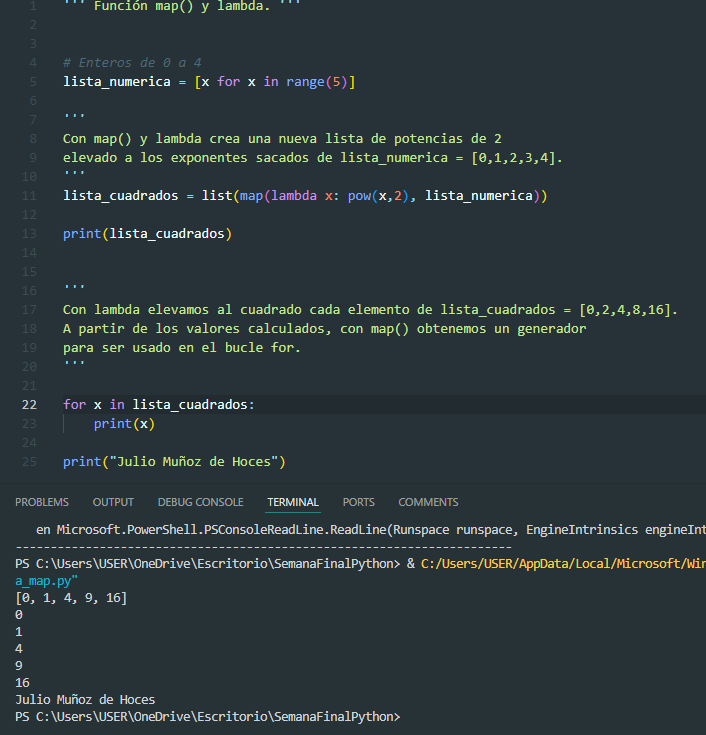 1 ''' Función map() y lambda. '''
2
3
4 # Enteros de 0 a 4
5 lista_numerica = [x for x in range(5)]
6
7 '''
8 Con map() y lambda crea una nueva lista de potencias de 2
9 elevado a los exponentes sacados de lista_numerica = [0,1,2,3,4].
10 '''
11 lista_cuadrados = list(map(lambda x: pow(x,2), lista_numerica))
12
13 print(lista_cuadrados)
14
15
16 '''
17 Con lambda elevamos al cuadrado cada elemento de lista_cuadrados = [0,2,4,8,16].
18 A partir de los valores calculados, con map() obtenemos un generador
19 para ser usado en el bucle for.
20 '''
21
22 for x in lista_cuadrados:
23     print(x)
24
25 print("Julio Muñoz de Hoces")
PROBLEMS OUTPUT DEBUG CONSOLE TERMINAL PORTS COMMENTS
en Microsoft.PowerShell.PSConsoleReadLine.ReadLine(Runspace runspace, EngineIntrinsics engineInt
-----------------------------------------------------------------------
PS C:\Users\USER\OneDrive\Escritorio\SemanaFinalPython> & C:/Users/USER/AppData/Local/Microsoft/Win
a_map.py"
[0, 1, 4, 9, 16]
0
1
4
9
16
Julio Muñoz de Hoces
PS C:\Users\USER\OneDrive\Escritorio\SemanaFinalPython>